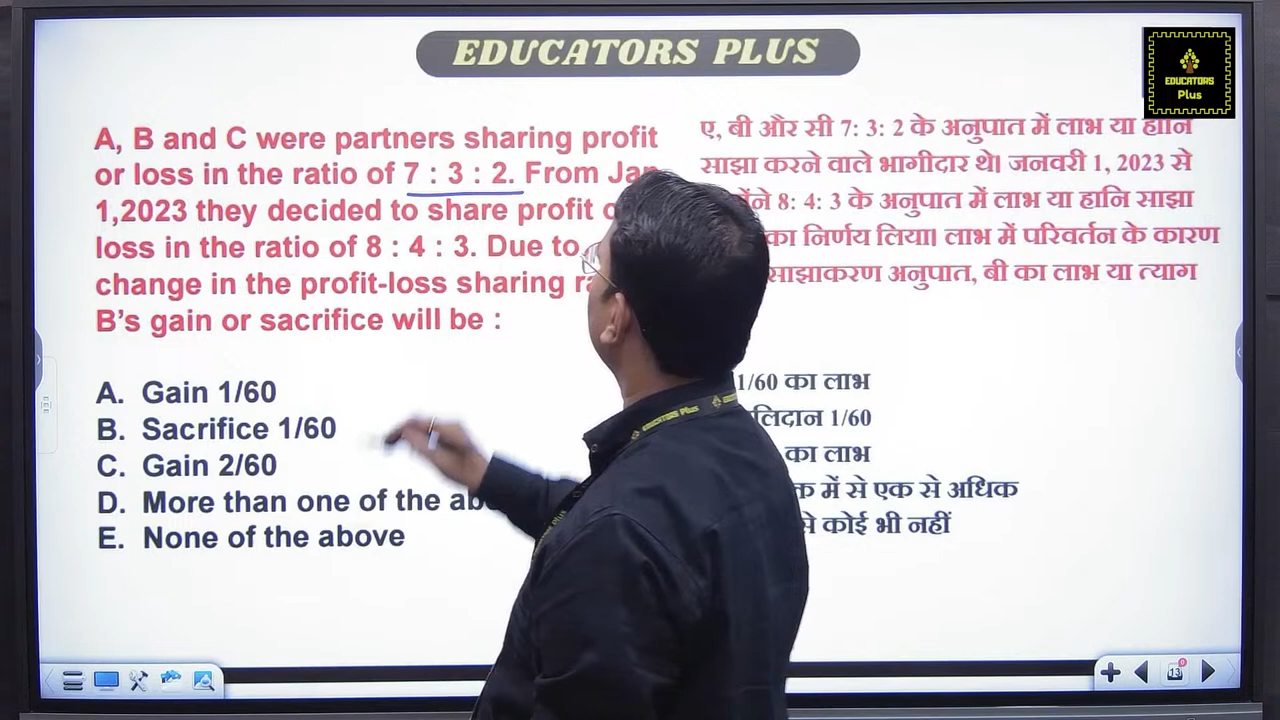 EDUCATORS PLUS
EDUCATORS
Plus
A, B and C were partners sharing profit
or loss in the ratio of 7 : 3 : 2. From Jan
1,2023 they decided to share profit
loss in the ratio of 8 : 4 : 3. Due to
change in the profit-loss sharing
B's gain or sacrifice will be :
A. Gain 1/60
B. Sacrifice 1/60
C. Gain 2/60
D. More than one of the
E. None of the above
ए, बी और सी 7: 3: 2 के अनुपात में लाभ या हानि
साझा करने वाले भागीदार थे। जनवरी 1, 2023 से
8: 4: 3 के अनुपात में लाभ या हानि साझा
का निर्णय लिया। लाभ में परिवर्तन के कारण
साझाकरण अनुपात, बी का लाभ या त्याग
1/60 का लाभ
1/60
का लाभ
में से एक से अधिक
कोई भी नहीं
EDUCATORS Plus
13